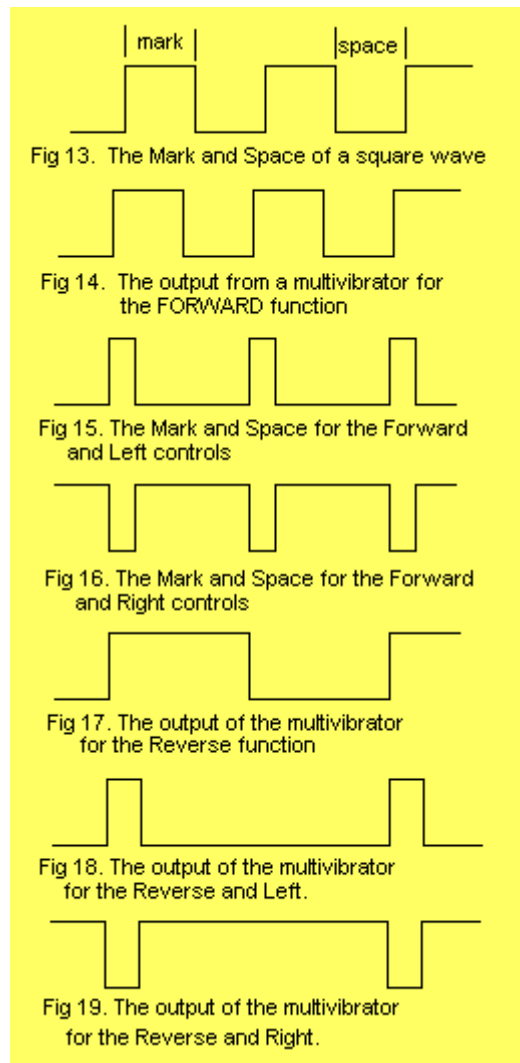 mark
space
Fig 13. The Mark and Space of a square wave
Fig 14. The output from a multivibrator for
the FORWARD function
Fig 15. The Mark and Space for the Forward
and Left controls
Fig 16. The Mark and Space for the Forward
and Right controls
Fig 17. The output of the multivibrator
for the Reverse function
Fig 18. The output of the multivibrator
for the Reverse and Left.
Fig 19. The output of the multivibrator
for the Reverse and Right.